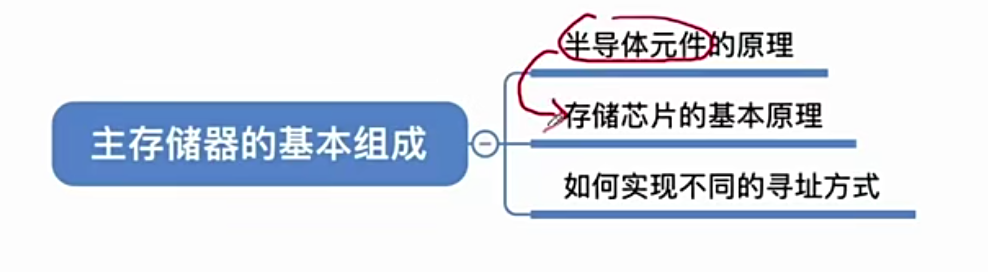 主存储器的基本组成
半导体元件的原理
存储芯片的基本原理
如何实现不同的寻址方式